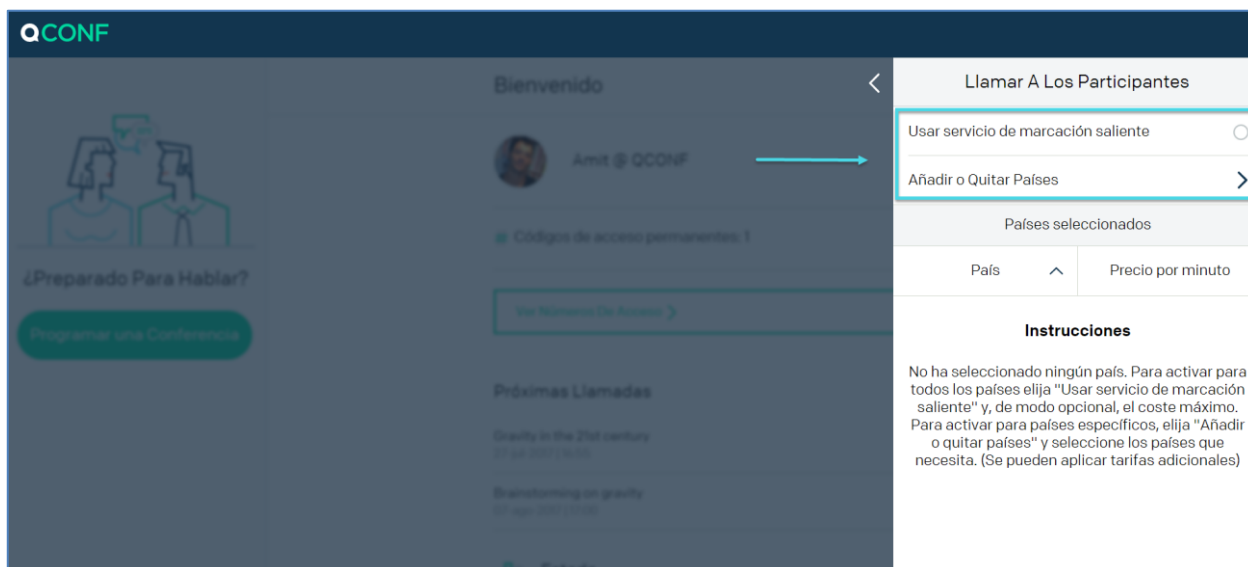 QCONF
Bienvenido
Amit @ QCONF
Códigos de acceso permanentes; 1
Ver Números De Acceso
¿Preparado Para Hablar?
Programar una Conferencia
Próximas Llamadas
Gravity in the 21st century
Brainstorming on gravity
Estado
Llamar A Los Participantes
Usar servicio de marcación saliente
Añadir o Quitar Países
Países seleccionados
País
Precio por minuto
Instrucciones
No ha seleccionado ningún país. Para activar para
todos los países elija "Usar servicio de marcación
saliente" y, de modo opcional, el coste máximo.
Para activar para países específicos, elija "Añadir
o quitar países" y seleccione los países que
necesita. (Se pueden aplicar tarifas adicionales)